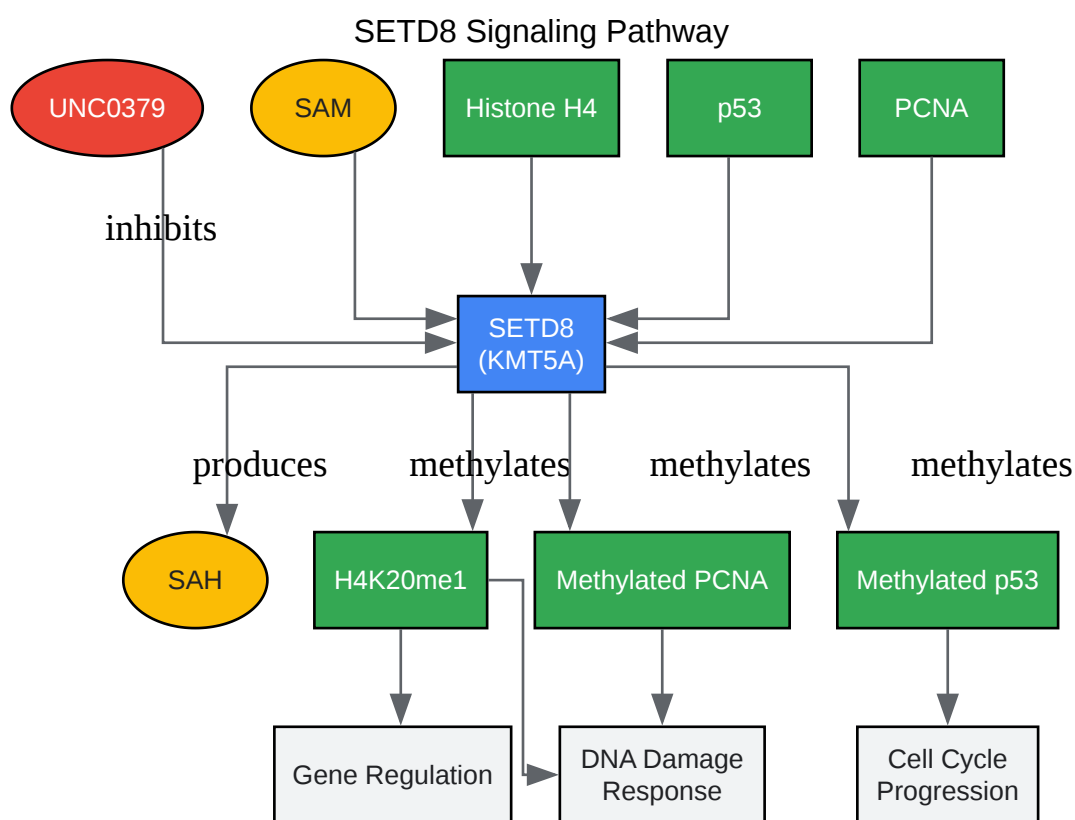 SETD8 Signaling Pathway
UNC0379
SAM
Histone H4
p53
PCNA
inhibits
SETD8
(KMT5A)
produces
methylates
methylates
methylates
SAH
H4K20me1
Methylated PCNA
Methylated p53
Gene Regulation
DNA Damage
Response
Cell Cycle
Progression